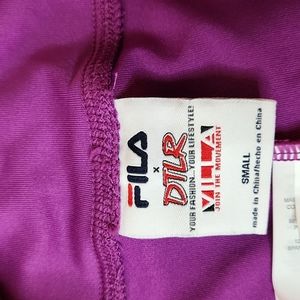 FILA
×
DTLR
YOUR FASHION...YOUR LIFESTYLE!
VILLA
JOIN THE MOVEMENT
SMALL
made in China/hecho en China